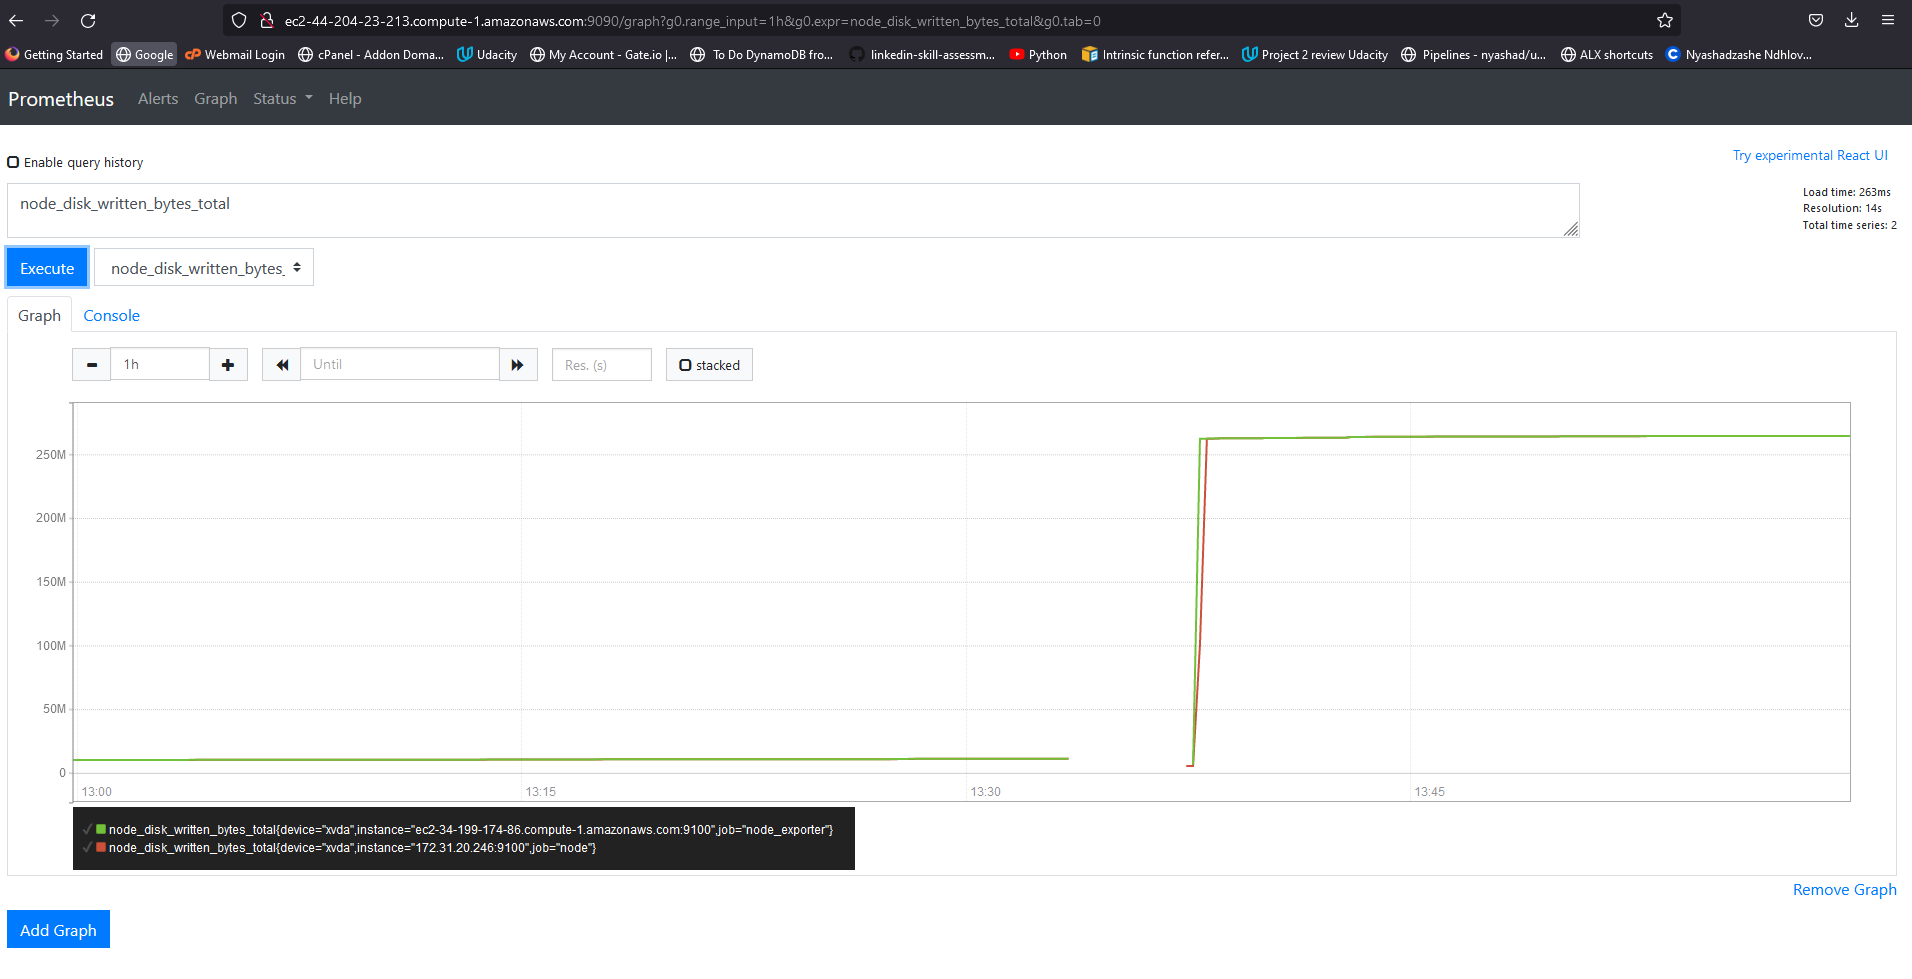 ec2-44-204-23-213.compute-1.amazonaws.com:9090/graph?g0.range_input=1h&g0.expr=node_disk_written_bytes_total&g0.tab=0
Getting Started Google cP Webmail Login cPanel - Addon Doma... Udacity My Account - Gate.io |... To Do DynamoDB fro... linkedin-skill-assessm... Python Intrinsic function refer... Project 2 review Udacity Pipelines - nyashad/u... ALX shortcuts C Nyashadzashe Ndhlov...
Prometheus Alerts Graph Status Help
Enable query history
Try experimental React UI
node_disk_written_bytes_total
Load time: 263ms
Resolution: 14s
Total time series: 2
Execute node_disk_written_bytes_
Graph Console
1h Until Res. (s) stacked
250M
200M
150M
100M
50M
0
13:00 13:15 13:30 13:45
node_disk_written_bytes_total{device="xvda",instance="ec2-34-199-174-86.compute-1.amazonaws.com:9100",job="node_exporter"}
node_disk_written_bytes_total{device="xvda",instance="172.31.20.246:9100",job="node"}
Remove Graph
Add Graph